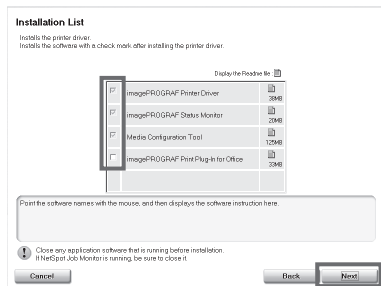 Installation List
Installs the printer driver.
Installs the software with a check mark after installing the printer driver.
Display the Readme file
imagePROGRAF Printer Driver
38MB
imagePROGRAF Status Monitor
20MB
Media Configuration Tool
125MB
imagePROGRAF Print Plug-In for Office
33MB
Point the software names with the mouse, and then displays the software instruction here.
Close any application software that is running before installation.
If NetSpot Job Monitor is running, be sure to close it.
Cancel
Back
Next